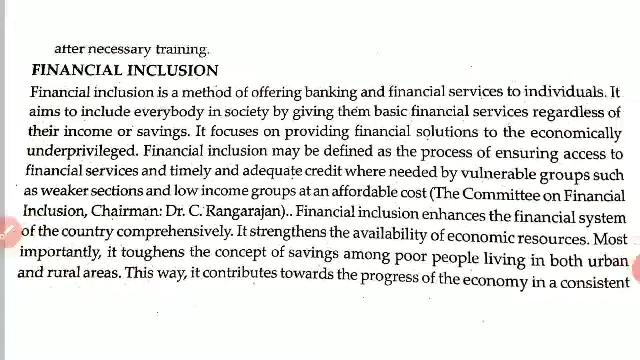 after necessary training.
FINANCIAL INCLUSION
Financial inclusion is a method of offering banking and financial services to individuals. It
aims to include everybody in society by giving them basic financial services regardless of
their income or savings. It focuses on providing financial solutions to the economically
underprivileged. Financial inclusion may be defined as the process of ensuring access to
financial services and timely and adequate credit where needed by vulnerable groups such
as weaker sections and low income groups at an affordable cost (The Committee on Financial
Inclusion, Chairman: Dr. C. Rangarajan).. Financial inclusion enhances the financial system
of the country comprehensively. It strengthens the availability of economic resources. Most
importantly, it toughens the concept of savings among poor people living in both urban
and rural areas. This way, it contributes towards the progress of the economy in a consistent